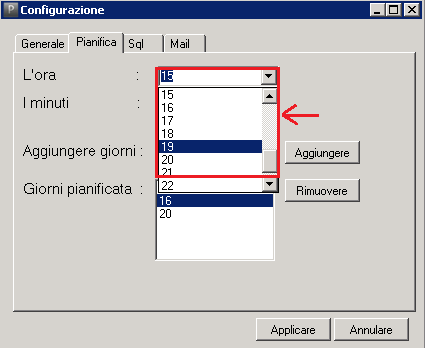 P Configurazione
Generale Pianifica Sql Mail
L'ora : 15
15
I minuti : 16
17
18
19
Aggiungere giorni : 20 Aggiungere
21
Giorni pianificata : 22 Rimuovere
16
20
Applicare Annulare